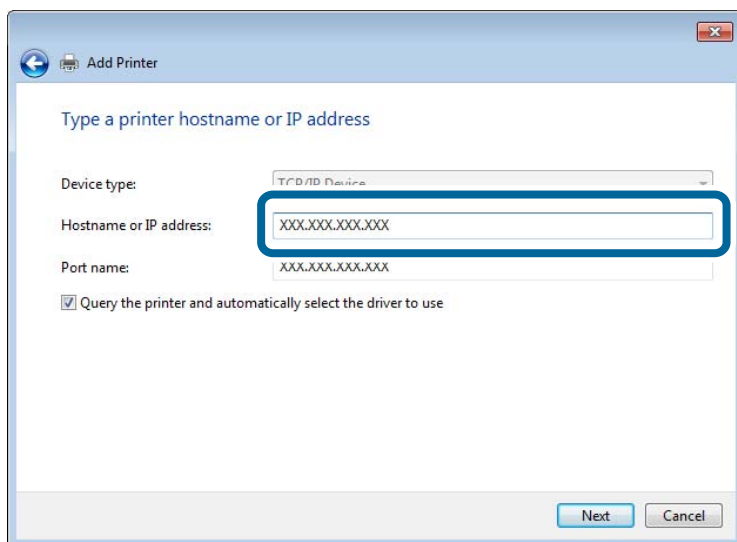 Add Printer
Type a printer hostname or IP address
Device type: TCP/IP Device
Hostname or IP address: XXX.XXX.XXX.XXX
Port name: XXX.XXX.XXX.XXX
Query the printer and automatically select the driver to use
Next Cancel